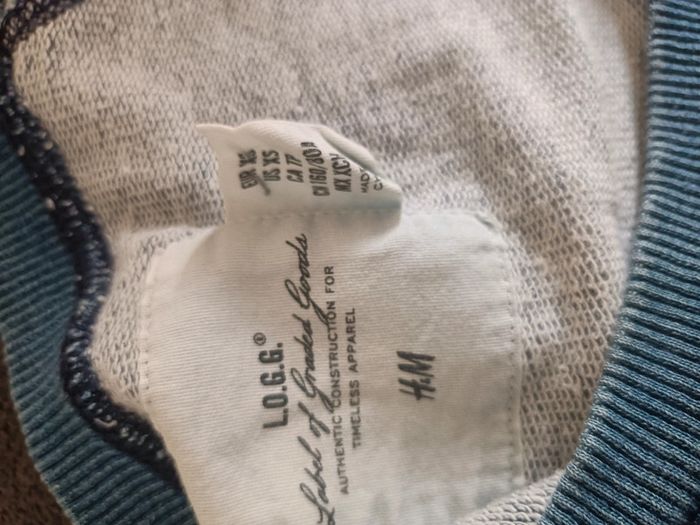 EUR XS
US XS
CA 17
CN 160/80A
MX XCH
L.O.G.G.®
Label of Graded Goods
AUTHENTIC CONSTRUCTION FOR
TIMELESS APPAREL
H&M